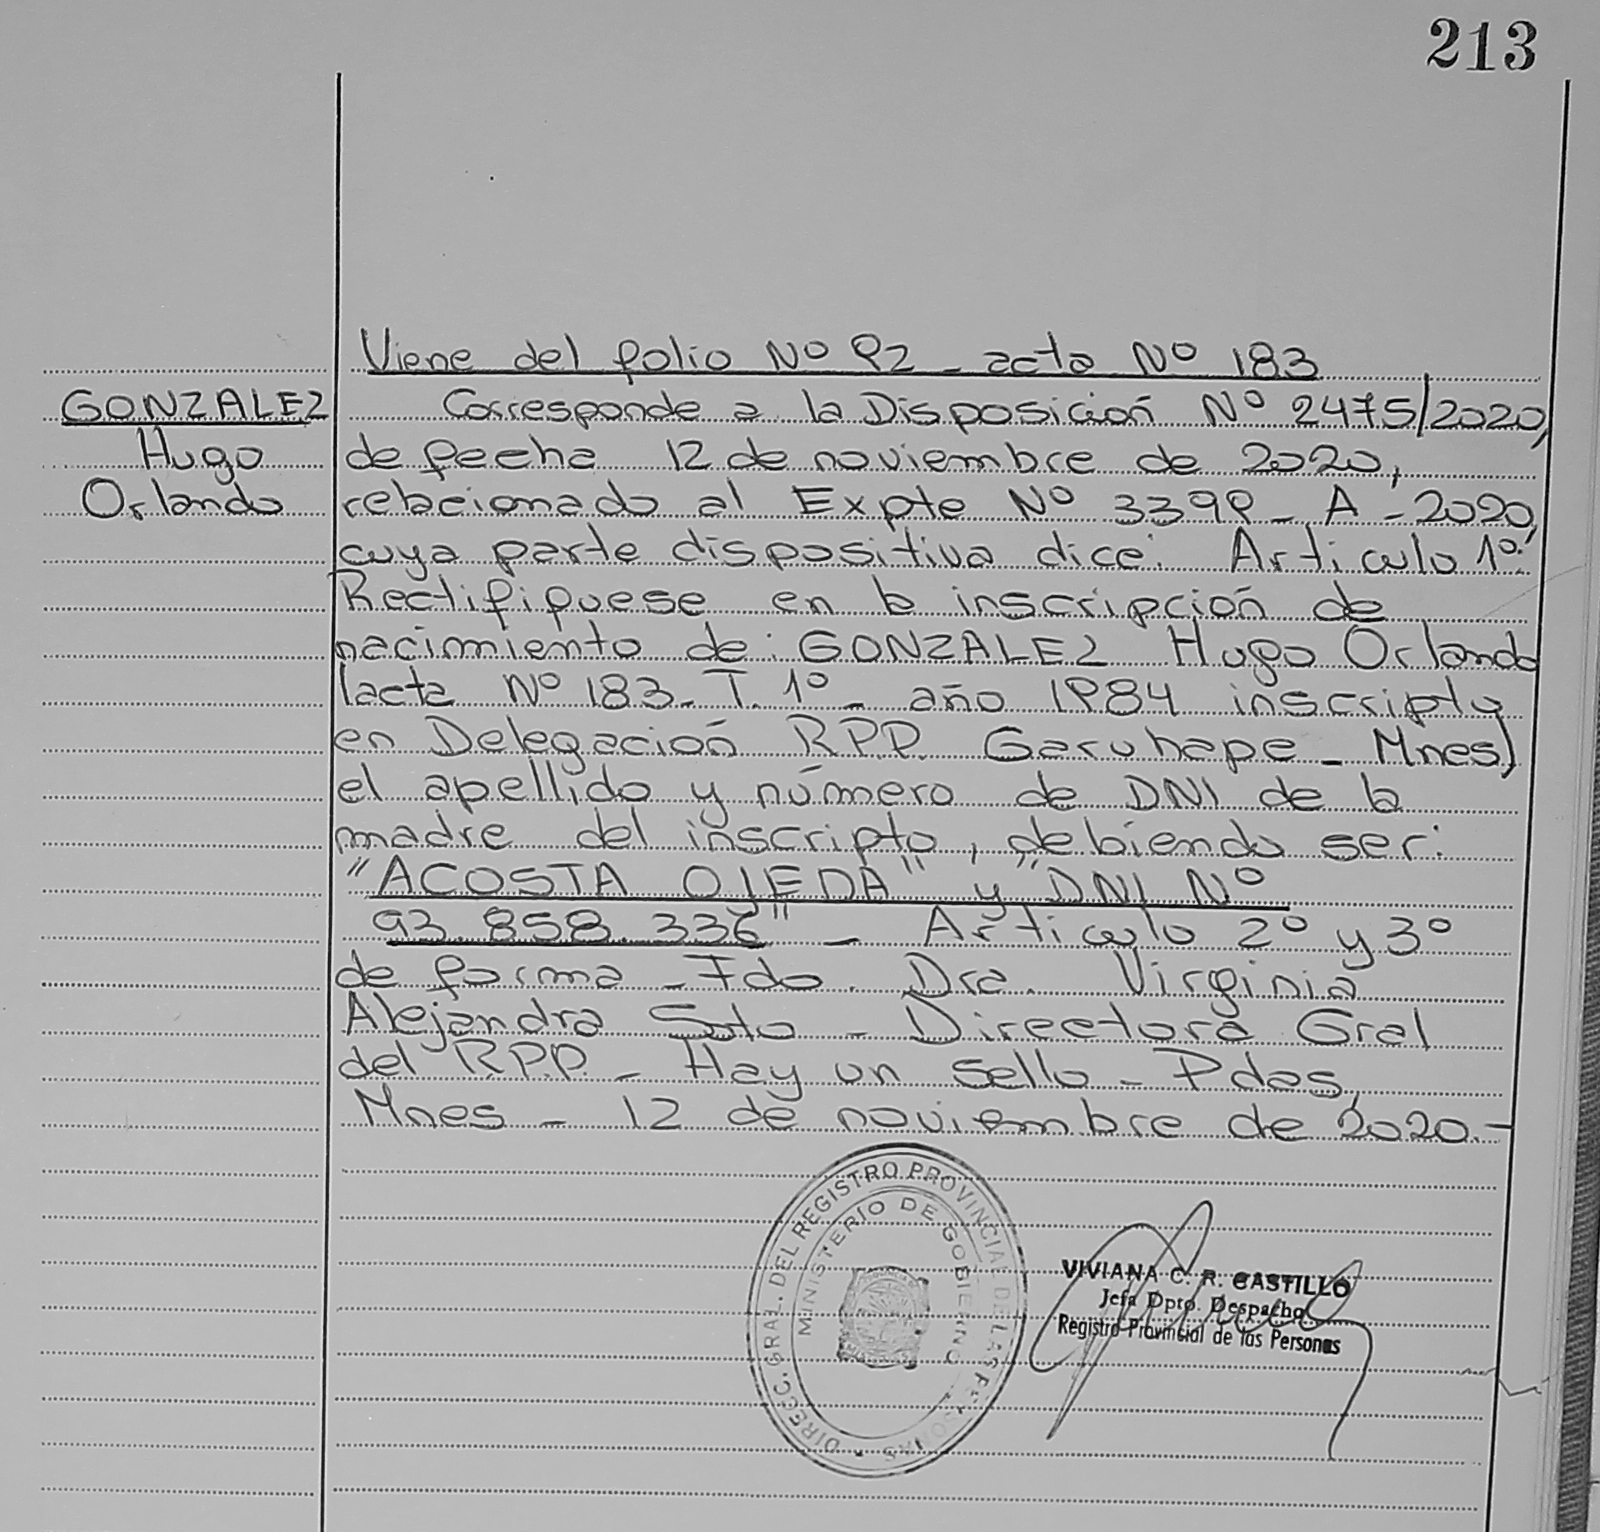 213
Viene del folio Nº 92 - acta Nº 183
GONZALEZ
Hugo
Orlando
Corresponde a la Disposición Nº 2475/2020,
de fecha 12 de noviembre de 2020,
relacionado al Expte Nº 3399 - A - 2020,
cuya parte dispositiva dice: Artículo 1º:
Rectifíquese en la inscripción de
nacimiento de: GONZALEZ Hugo Orlando
(acta Nº 183 - T. 1º - año 1984 inscripta
en Delegación RPP. Garuhape - Mnes)
el apellido y número de DNI de la
madre del inscripto, debiendo ser:
"ACOSTA OJEDA" y "DNI Nº
93.858.336" - Artículo 2º y 3º
de forma - Fdo. Dra. Virginia
Alejandra Soto - Directora Gral
del RPP. - Hay un sello - Pdas,
Mnes - 12 de noviembre de 2020.-
DIRECC. GRAL. DEL REGISTRO PROVINCIAL DE LAS PERSONAS
MINISTERIO DE GOBIERNO
VIVIANA C. R. CASTILLO
Jefa Dpto. Despacho
Registro Provincial de las Personas